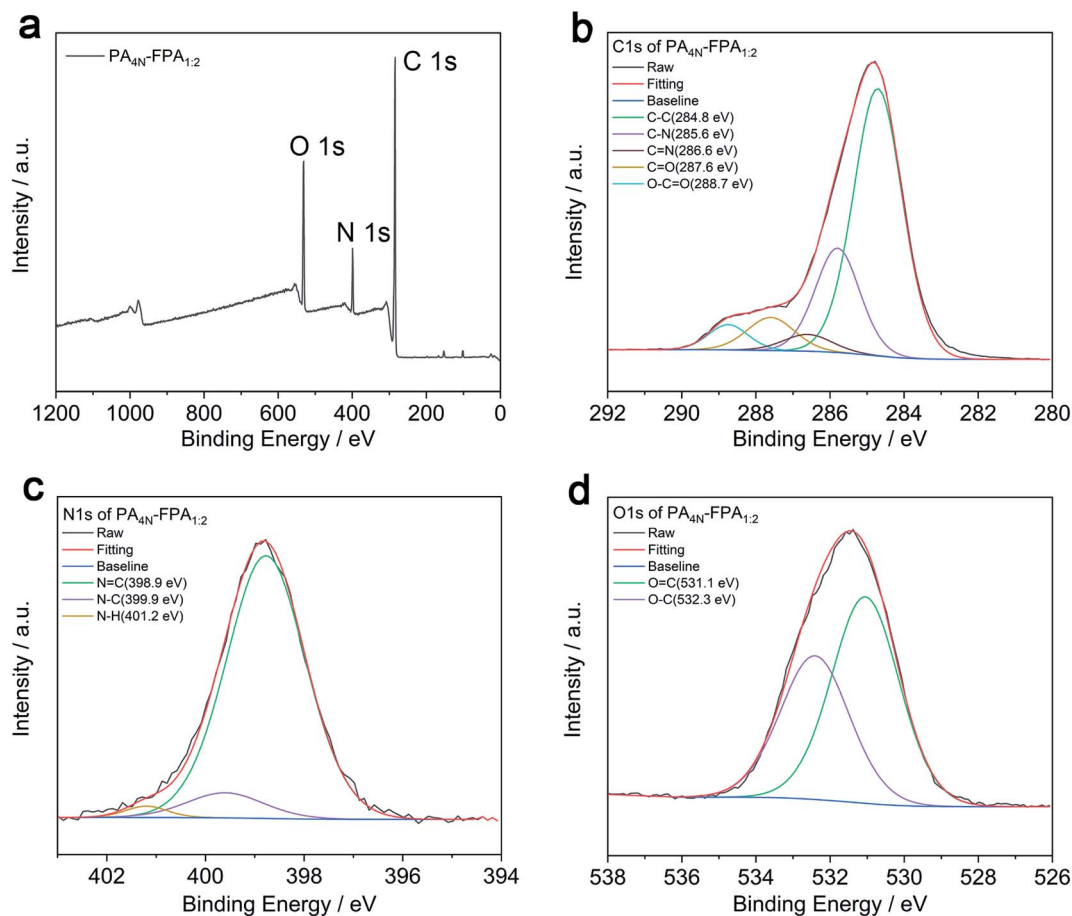 a
PA4N-FPA1:2
C 1s
O 1s
N 1s
Intensity / a.u.
1200 1000 800 600 400 200 0
Binding Energy / eV
b
C1s of PA4N-FPA1:2
Raw
Fitting
Baseline
C-C(284.8 eV)
C-N(285.6 eV)
C=N(286.6 eV)
C=O(287.6 eV)
O-C=O(288.7 eV)
Intensity / a.u.
292 290 288 286 284 282 280
Binding Energy / eV
c
N1s of PA4N-FPA1:2
Raw
Fitting
Baseline
N=C(398.9 eV)
N-C(399.9 eV)
N-H(401.2 eV)
Intensity / a.u.
402 400 398 396 394
Binding Energy / eV
d
O1s of PA4N-FPA1:2
Raw
Fitting
Baseline
O=C(531.1 eV)
O-C(532.3 eV)
Intensity / a.u.
538 536 534 532 530 528 526
Binding Energy / eV